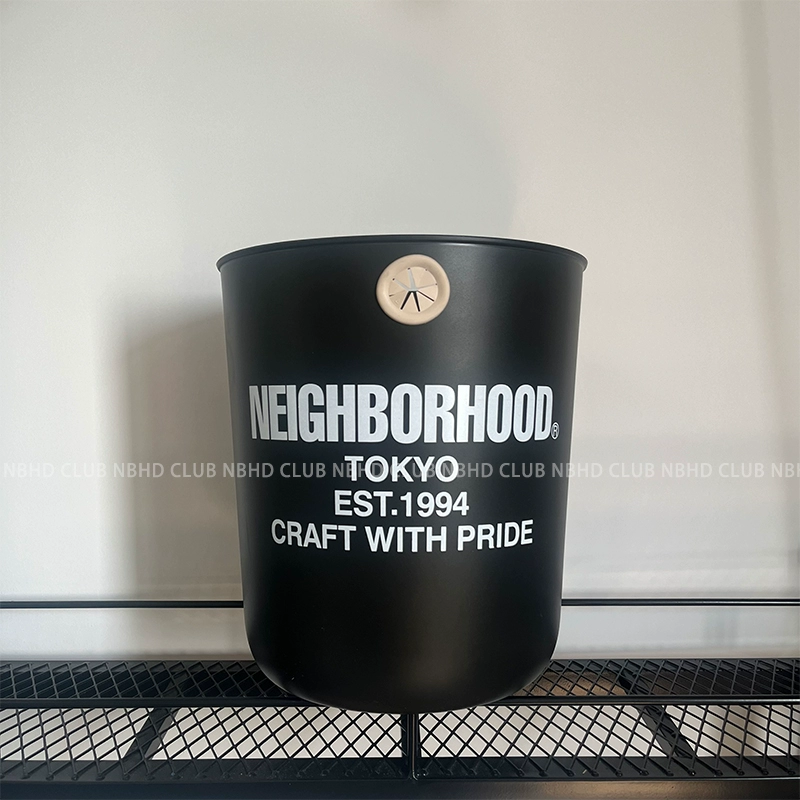 NEIGHBORHOOD®
NBHD CLUB NBHD CLUB NBHD CLUB NBHD CLUB NBHD CLUB NBHD CLUB NBHD CLUB NBH
TOKYO
EST.1994
CRAFT WITH PRIDE